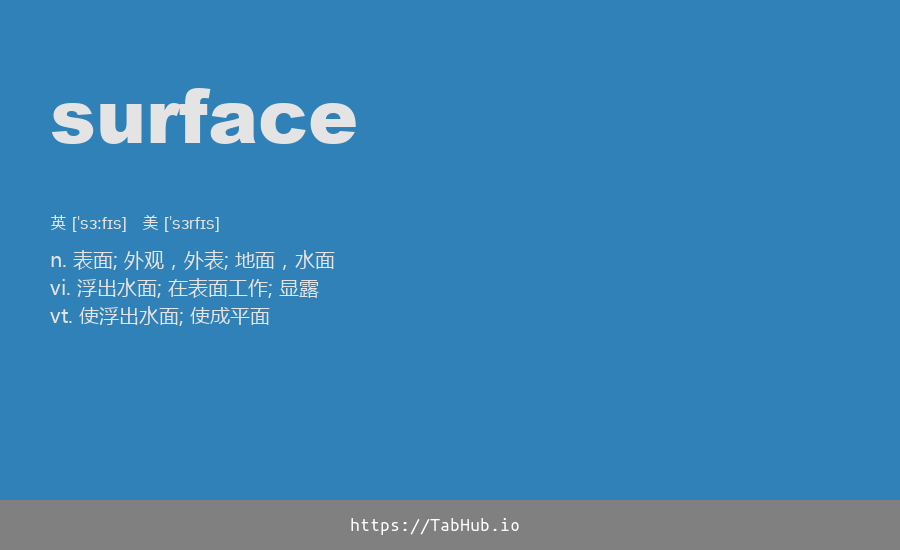 surface
英 ['sɜːfɪs] 美 ['sɜrfɪs]
n. 表面; 外观，外表; 地面，水面
vi. 浮出水面; 在表面工作; 显露
vt. 使浮出水面; 使成平面
https://TabHub.io